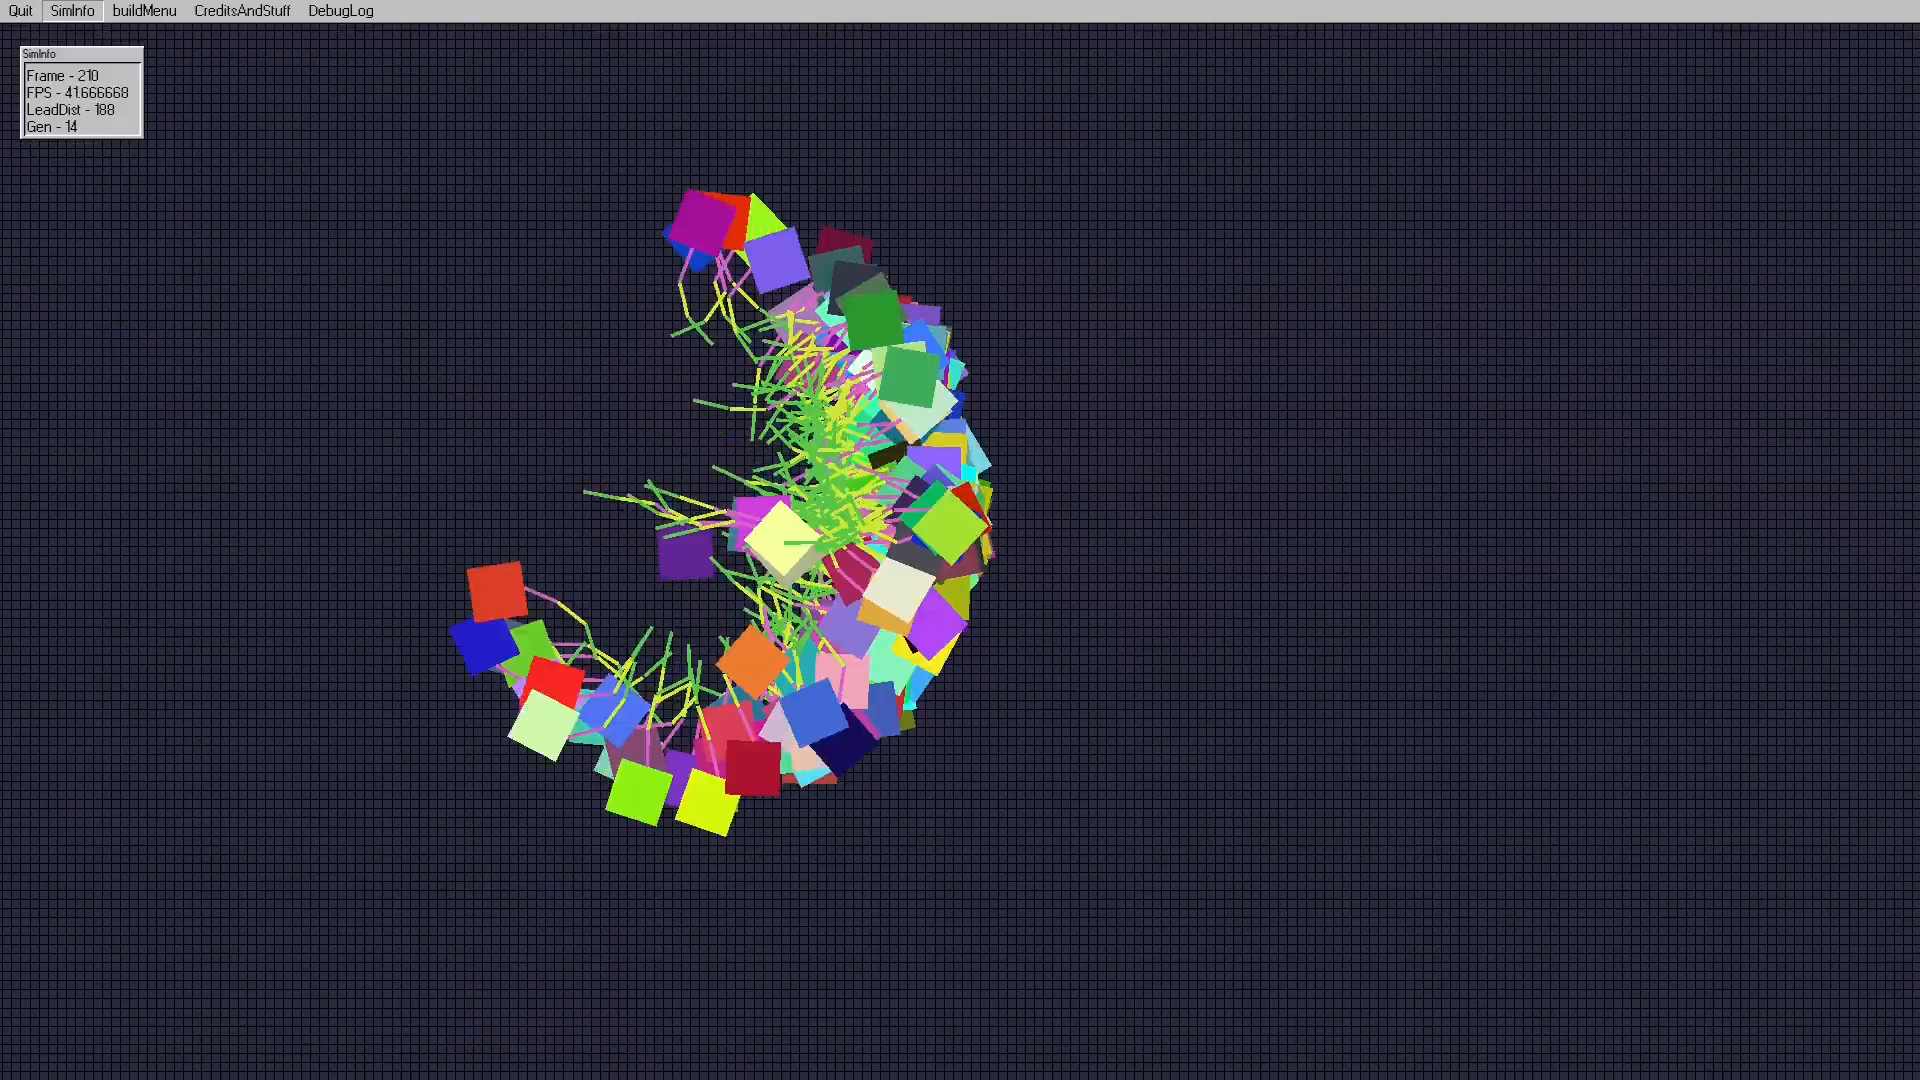 Quit SimInfo buildMenu CreditsAndStuff DebugLog
SimInfo
Frame - 210
FPS - 41.666668
LeadDist - 188
Gen - 14